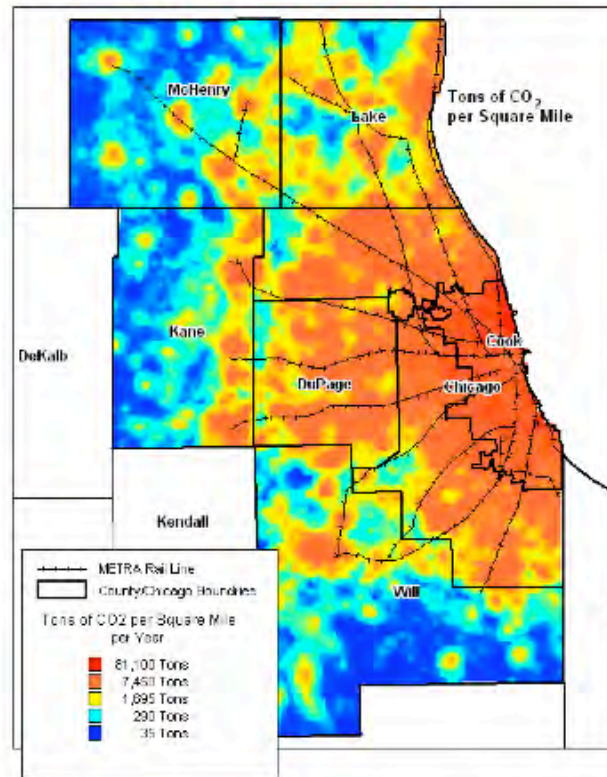 McHenry
Lake
Tons of CO2
per Square Mile
Kane
DeKalb
Cook
DuPage
Chicago
Kendall
Will
METRA Rail Line
County/Chicago Boundries
Tons of CO2 per Square Mile
per Year
81,100 Tons
7,450 Tons
1,695 Tons
290 Tons
35 Tons